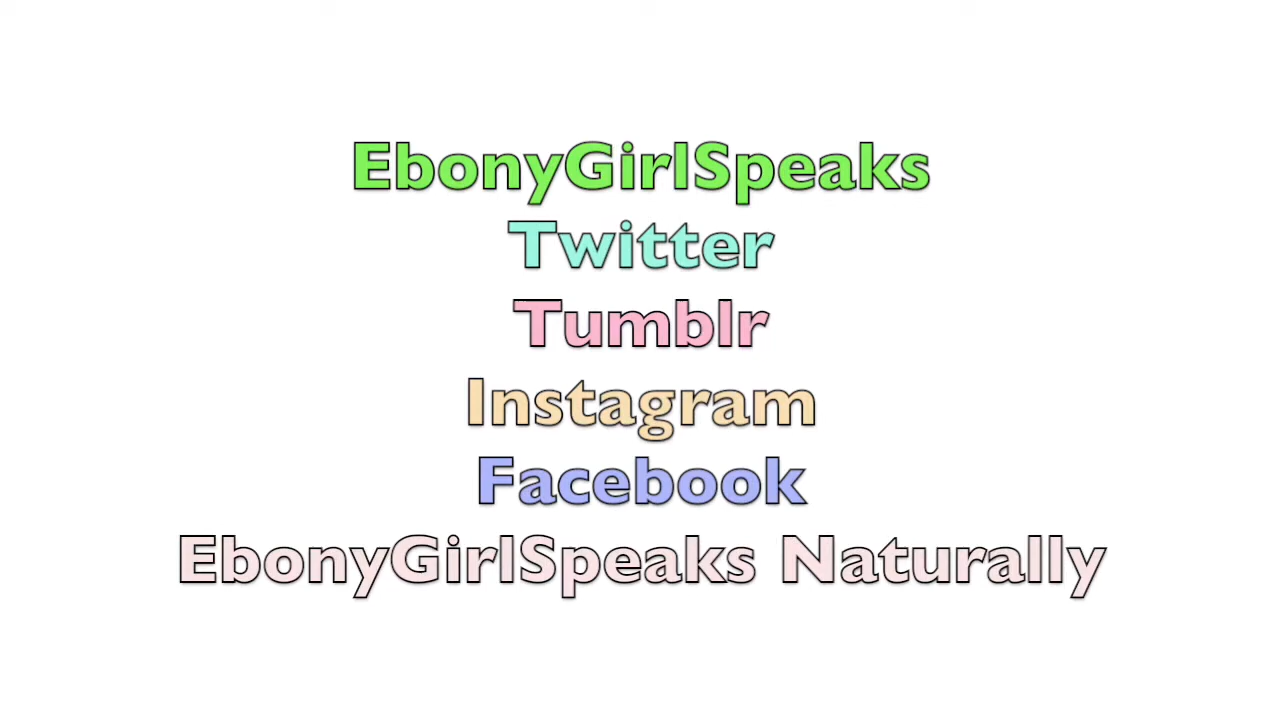 EbonyGirlSpeaks
Twitter
Tumblr
Instagram
Facebook
EbonyGirlSpeaks Naturally